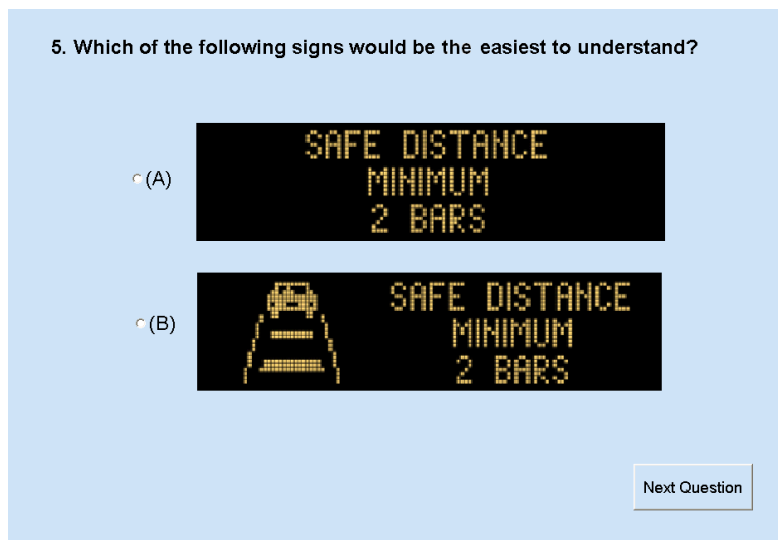 5. Which of the following signs would be the easiest to understand?
(A)
SAFE DISTANCE
MINIMUM
2 BARS
(B)
SAFE DISTANCE
MINIMUM
2 BARS
Next Question